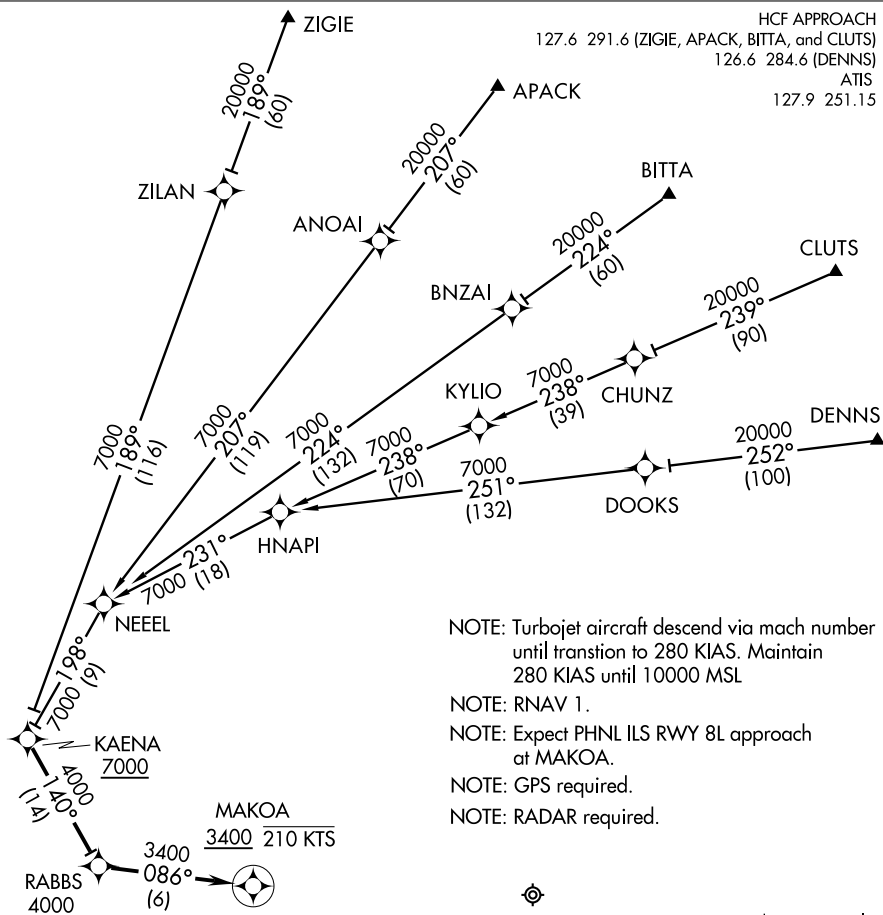 HCF APPROACH
127.6 291.6 (ZIGIE, APACK, BITTA, and CLUTS)
126.6 284.6 (DENNS)
ATIS
127.9 251.15
ZIGIE
20000
189°
(60)
APACK
20000
207°
(60)
ZILAN
BITTA
ANOAI
20000
224°
(60)
CLUTS
BNZAI
20000
239°
(90)
7000
238°
(39)
CHUNZ
KYLIO
DENNS
20000
252°
(100)
7000
189°
(116)
7000
207°
(119)
7000
224°
(132)
7000
238°
(70)
7000
251°
(132)
DOOKS
HNAPI
7000
231°
(18)
NEEEL
7000
198°
(9)
KAENA
7000
4000
140°
(14)
MAKOA
3400 210 KTS
RABBS
4000
3400
086°
(6)
NOTE: Turbojet aircraft descend via mach number
until transtion to 280 KIAS. Maintain
280 KIAS until 10000 MSL
NOTE: RNAV 1.
NOTE: Expect PHNL ILS RWY 8L approach
at MAKOA.
NOTE: GPS required.
NOTE: RADAR required.